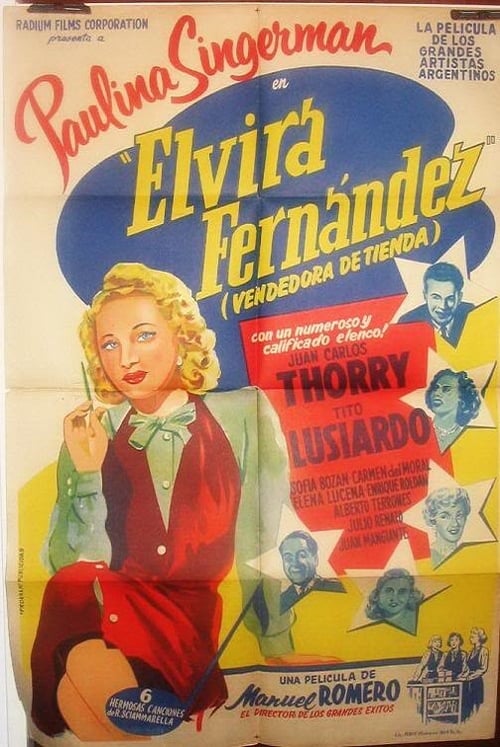 RADIUM FILMS CORPORATION
presenta a
LA PELICULA
DE LOS
GRANDES
ARTISTAS
ARGENTINOS
Paulina Singerman
en
"Elvira
Fernández"
(VENDEDORA DE TIENDA)
con un numeroso y
calificado elenco!
JUAN CARLOS
THORRY
TITO
LUSIARDO
SOFIA BOZAN-CARMEN del MORAL
ELENA LUCENA-ENRIQUE ROLDAN
ALBERTO TERRONES
JULIO RENATO
JUAN MANGIANTE
6
HERMOSAS CANCIONES
de R. SCIAMMARELLA
UNA PELICULA DE
Manuel ROMERO
EL DIRECTOR DE LOS GRANDES EXITOS